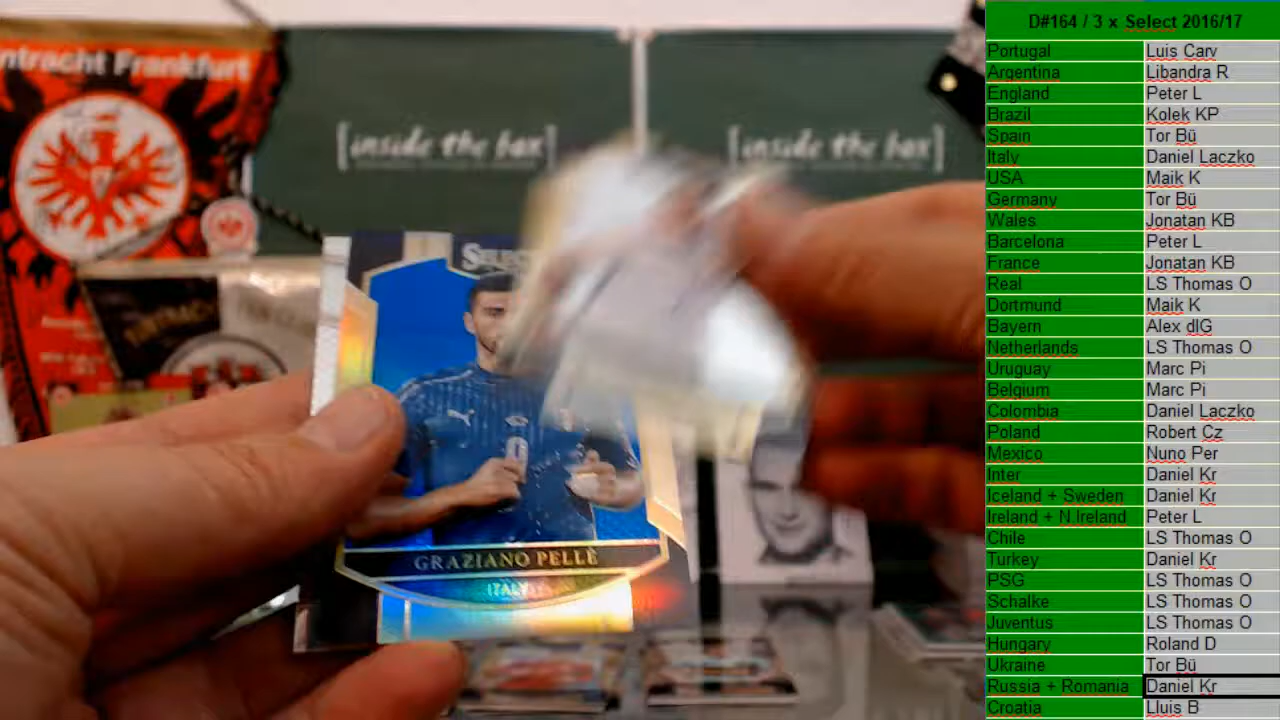 ntracht Frankfurt
[inside the box]
[inside the box]
SELEC
GRAZIANO PELLÈ
ITALY
D#164 / 3 x Select 2016/17
Portugal Luis Carv
Argentina Libandra R
England Peter L
Brazil Kolek KP
Spain Tor Bü
Italy Daniel Laczko
USA Maik K
Germany Tor Bü
Wales Jonatan KB
Barcelona Peter L
France Jonatan KB
Real LS Thomas O
Dortmund Maik K
Bayern Alex dlG
Netherlands LS Thomas O
Uruguay Marc Pi
Belgium Marc Pi
Colombia Daniel Laczko
Poland Robert Cz
Mexico Nuno Per
Inter Daniel Kr
Iceland + Sweden Daniel Kr
Ireland + N.Ireland Peter L
Chile LS Thomas O
Turkey Daniel Kr
PSG LS Thomas O
Schalke LS Thomas O
Juventus LS Thomas O
Hungary Roland D
Ukraine Tor Bü
Russia + Romania Daniel Kr
Croatia Lluis B